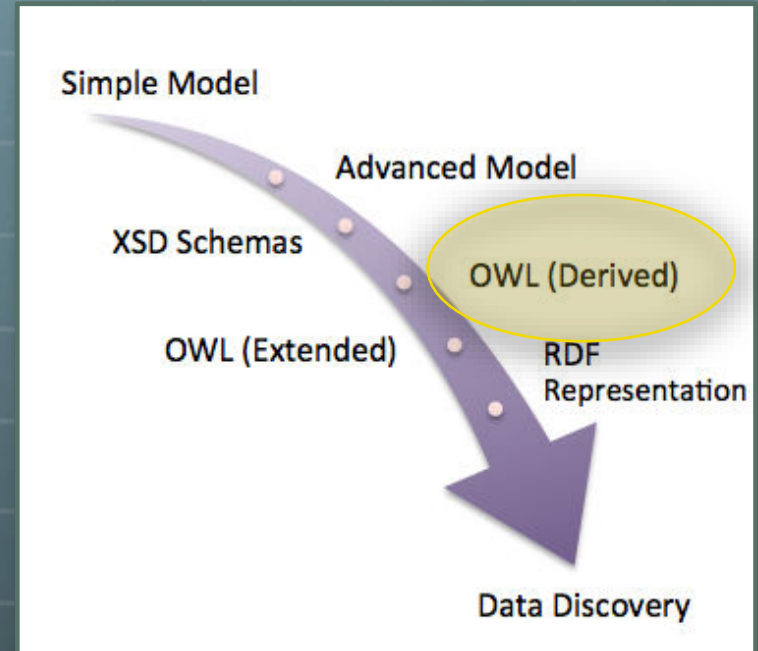 Simple Model
Advanced Model
XSD Schemas
OWL (Derived)
OWL (Extended)
RDF
Representation
Data Discovery